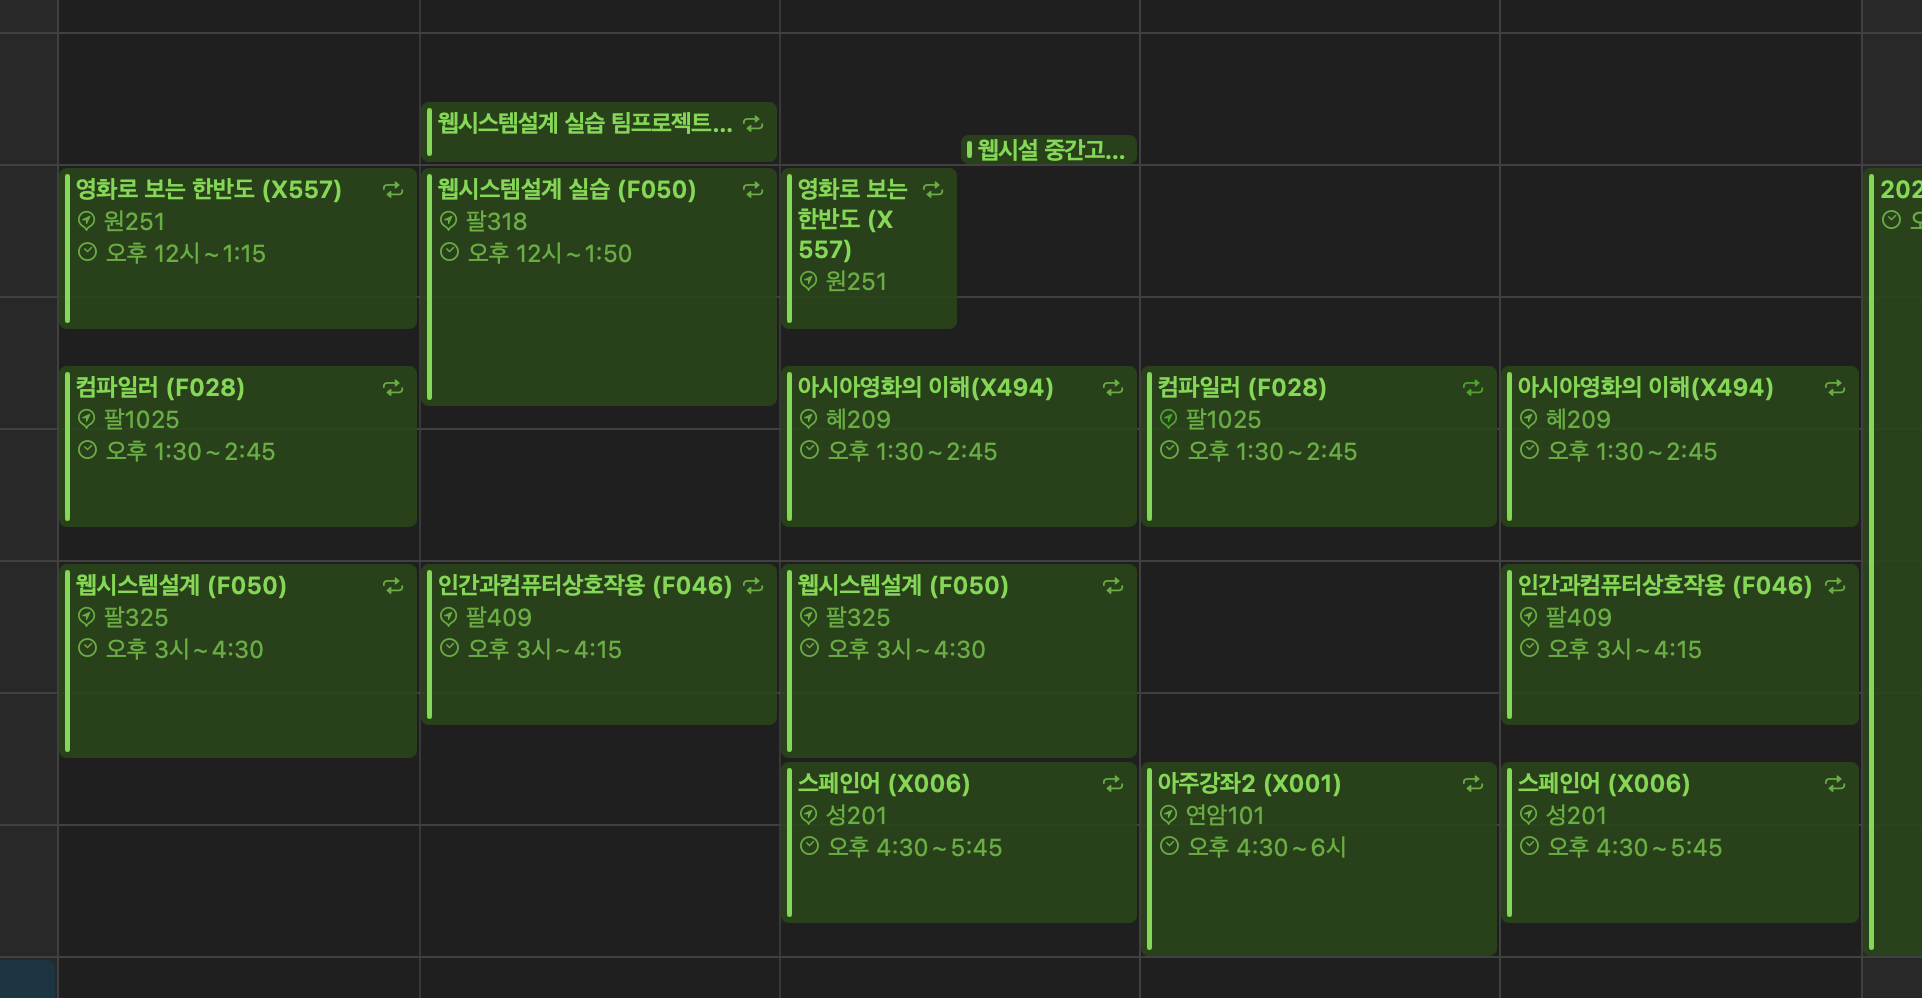 웹시스템설계 실습 팀프로젝트...
웹시설 중간고...
영화로 보는 한반도 (X557)
원251
오후 12시~1:15
웹시스템설계 실습 (F050)
팔318
오후 12시~1:50
영화로 보는
한반도 (X
557)
원251
202
컴파일러 (F028)
팔1025
오후 1:30~2:45
아시아영화의 이해(X494)
혜209
오후 1:30~2:45
컴파일러 (F028)
팔1025
오후 1:30~2:45
아시아영화의 이해(X494)
혜209
오후 1:30~2:45
웹시스템설계 (F050)
팔325
오후 3시~4:30
인간과컴퓨터상호작용 (F046)
팔409
오후 3시~4:15
웹시스템설계 (F050)
팔325
오후 3시~4:30
인간과컴퓨터상호작용 (F046)
팔409
오후 3시~4:15
스페인어 (X006)
성201
오후 4:30~5:45
아주강좌2 (X001)
연암101
오후 4:30~6시
스페인어 (X006)
성201
오후 4:30~5:45